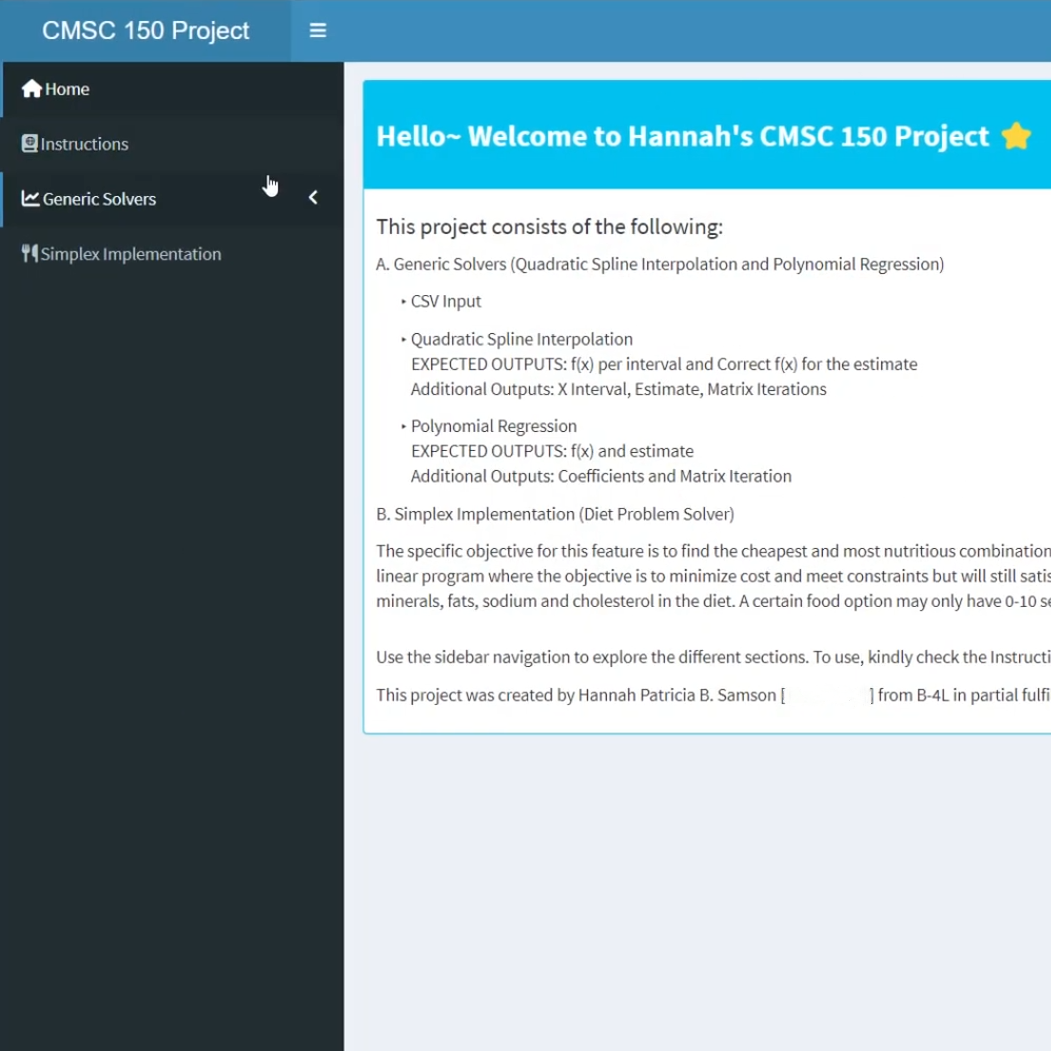 CMSC 150 Project
Home
Instructions
Generic Solvers
Simplex Implementation
Hello~ Welcome to Hannah's CMSC 150 Project ⭐
This project consists of the following:
A. Generic Solvers (Quadratic Spline Interpolation and Polynomial Regression)
‣ CSV Input
‣ Quadratic Spline Interpolation
EXPECTED OUTPUTS: f(x) per interval and Correct f(x) for the estimate
Additional Outputs: X Interval, Estimate, Matrix Iterations
‣ Polynomial Regression
EXPECTED OUTPUTS: f(x) and estimate
Additional Outputs: Coefficients and Matrix Iteration
B. Simplex Implementation (Diet Problem Solver)
The specific objective for this feature is to find the cheapest and most nutritious combination
linear program where the objective is to minimize cost and meet constraints but will still satis
minerals, fats, sodium and cholesterol in the diet. A certain food option may only have 0-10 se
Use the sidebar navigation to explore the different sections. To use, kindly check the Instructi
This project was created by Hannah Patricia B. Samson [ ] from B-4L in partial fulfi